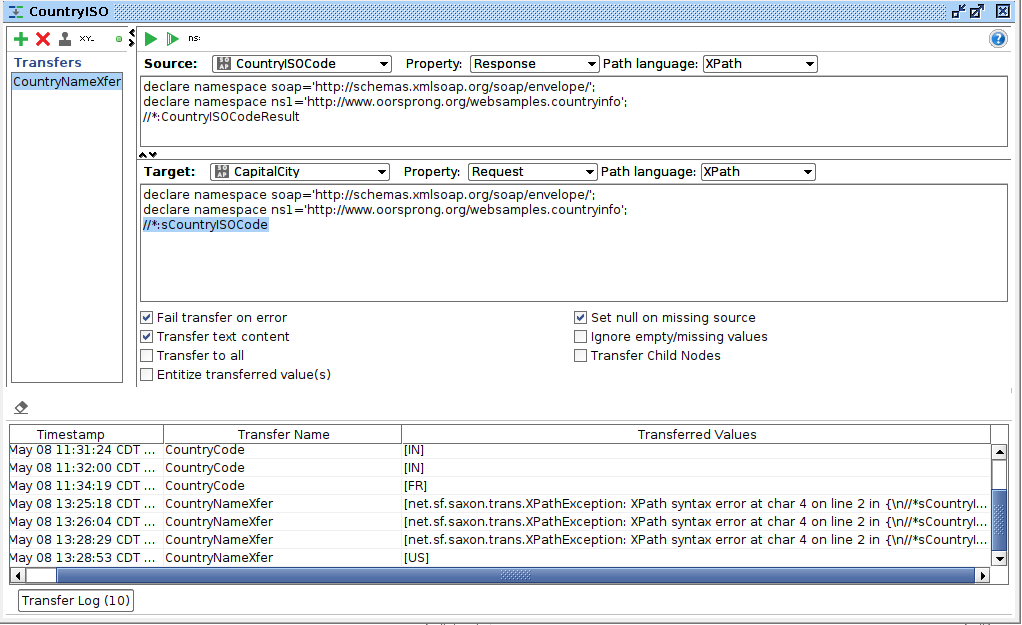 CountryISO
XY- ns:
Transfers
CountryNameXfer
Source: CountryISOCode Property: Response Path language: XPath
declare namespace soap='http://schemas.xmlsoap.org/soap/envelope/';
declare namespace ns1='http://www.oorsprong.org/websamples.countryinfo';
//*:CountryISOCodeResult
Target: CapitalCity Property: Request Path language: XPath
declare namespace soap='http://schemas.xmlsoap.org/soap/envelope/';
declare namespace ns1='http://www.oorsprong.org/websamples.countryinfo';
//*:sCountryISOCode
Fail transfer on error Set null on missing source
Transfer text content Ignore empty/missing values
Transfer to all Transfer Child Nodes
Entitize transferred value(s)
Timestamp Transfer Name Transferred Values
May 08 11:31:24 CDT ... CountryCode [IN]
May 08 11:32:00 CDT ... CountryCode [IN]
May 08 11:34:19 CDT ... CountryCode [FR]
May 08 13:25:18 CDT ... CountryNameXfer [net.sf.saxon.trans.XPathException: XPath syntax error at char 4 on line 2 in {\n//*sCountryI...
May 08 13:26:04 CDT ... CountryNameXfer [net.sf.saxon.trans.XPathException: XPath syntax error at char 4 on line 2 in {\n//*sCountryI...
May 08 13:28:29 CDT ... CountryNameXfer [net.sf.saxon.trans.XPathException: XPath syntax error at char 4 on line 2 in {\n//*sCountryI...
May 08 13:28:53 CDT ... CountryNameXfer [US]
Transfer Log (10)